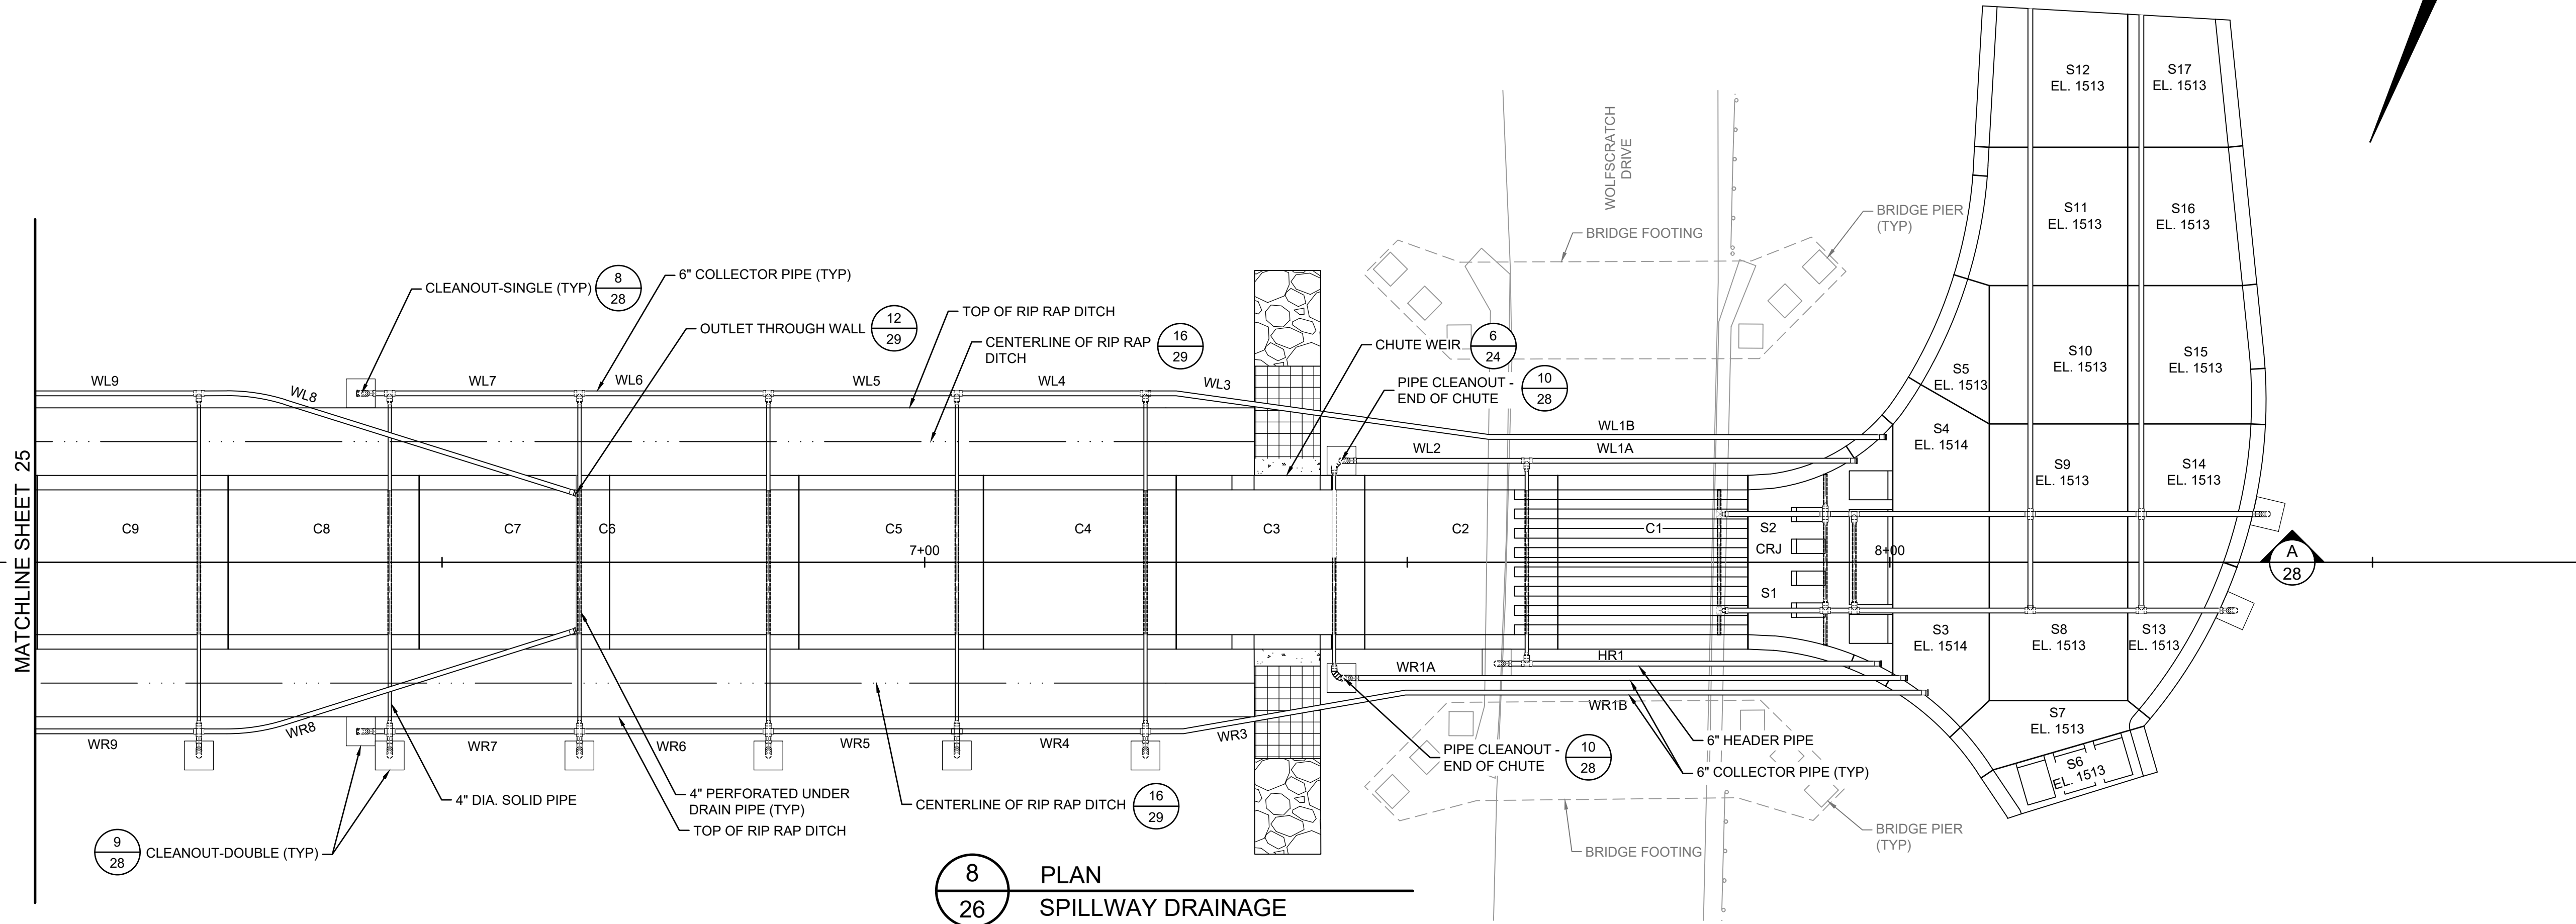 S12
EL. 1513
S17
EL. 1513
WOLFSCRATCH
DRIVE
S11
EL. 1513
S16
EL. 1513
BRIDGE PIER
(TYP)
BRIDGE FOOTING
CLEANOUT-SINGLE (TYP)
8
28
6" COLLECTOR PIPE (TYP)
OUTLET THROUGH WALL
12
29
TOP OF RIP RAP DITCH
CENTERLINE OF RIP RAP
DITCH
16
29
CHUTE WEIR
6
24
PIPE CLEANOUT -
END OF CHUTE
10
28
S10
EL. 1513
S15
EL. 1513
S5
EL. 1513
WL9
WL8
WL7
WL6
WL5
WL4
WL3
WL1B
WL2
WL1A
S4
EL. 1514
S9
EL. 1513
S14
EL. 1513
MATCHLINE SHEET 25
C9
C8
C7
C6
C5
C4
C3
C2
C1
S2
CRJ
S1
7+00
8+00
A
28
S3
EL. 1514
S8
EL. 1513
S13
EL. 1513
HR1
WR1A
WR1B
S7
EL. 1513
S6
EL. 1513
WR9
WR8
WR7
WR6
WR5
WR4
WR3
PIPE CLEANOUT -
END OF CHUTE
10
28
6" HEADER PIPE
6" COLLECTOR PIPE (TYP)
4" DIA. SOLID PIPE
4" PERFORATED UNDER
DRAIN PIPE (TYP)
TOP OF RIP RAP DITCH
CENTERLINE OF RIP RAP DITCH
16
29
BRIDGE PIER
(TYP)
BRIDGE FOOTING
9
28
CLEANOUT-DOUBLE (TYP)
8
26
PLAN
SPILLWAY DRAINAGE